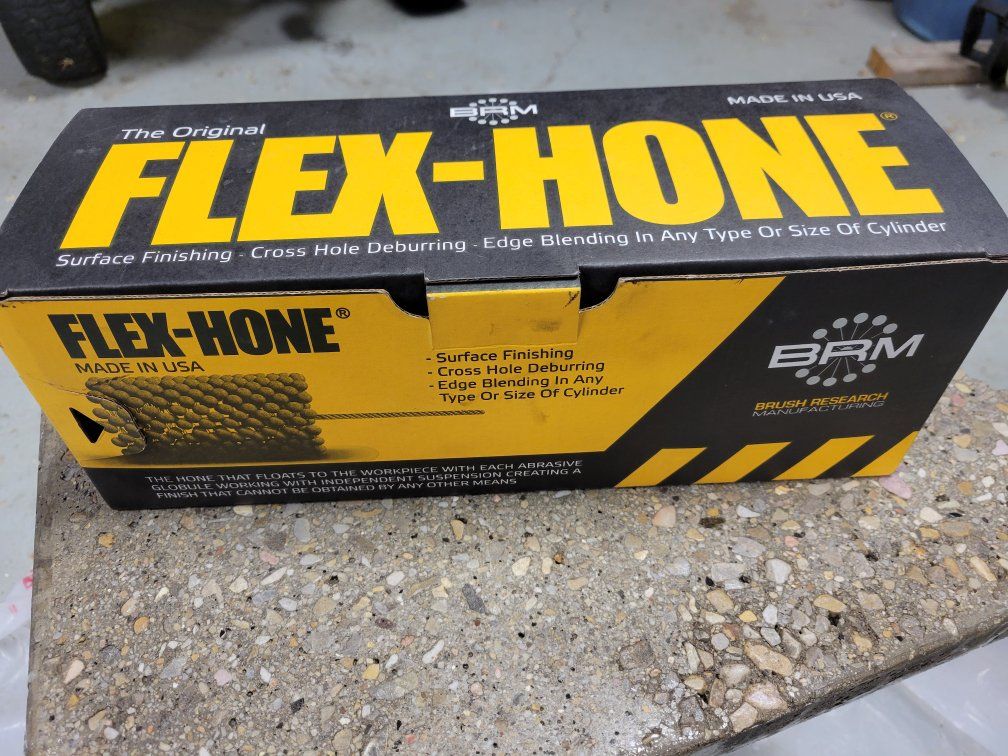 BRM
MADE IN USA
The Original
FLEX-HONE®
Surface Finishing - Cross Hole Deburring - Edge Blending In Any Type Or Size Of Cylinder
FLEX-HONE®
MADE IN USA
- Surface Finishing
- Cross Hole Deburring
- Edge Blending In Any
Type Or Size Of Cylinder
BRM
BRUSH RESEARCH
MANUFACTURING
THE HONE THAT FLOATS TO THE WORKPIECE WITH EACH ABRASIVE
GLOBULE WORKING WITH INDEPENDENT SUSPENSION CREATING A
FINISH THAT CANNOT BE OBTAINED BY ANY OTHER MEANS